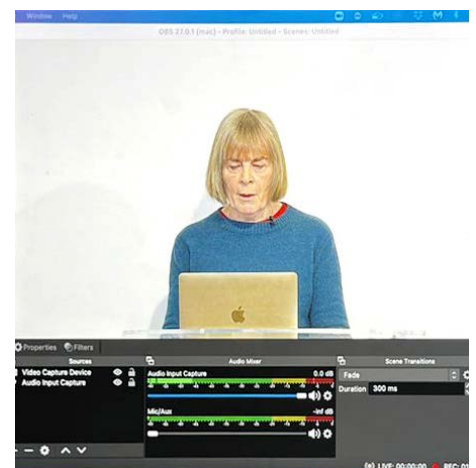 Window Help
OBS 27.0.1 (mac) - Profile: Untitled - Scenes: Untitled
Properties Filters
Sources
Video Capture Device
Audio Input Capture
Audio Mixer
Audio Input Capture 0.0 dB
Mic/Aux -inf dB
Scene Transitions
Fade
Duration 300 ms
LIVE: 00:00:00 REC: 0